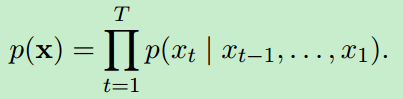 p(𝐱) = ∏_{t=1}^{T} p(x_t | x_{t−1}, . . . , x_1).